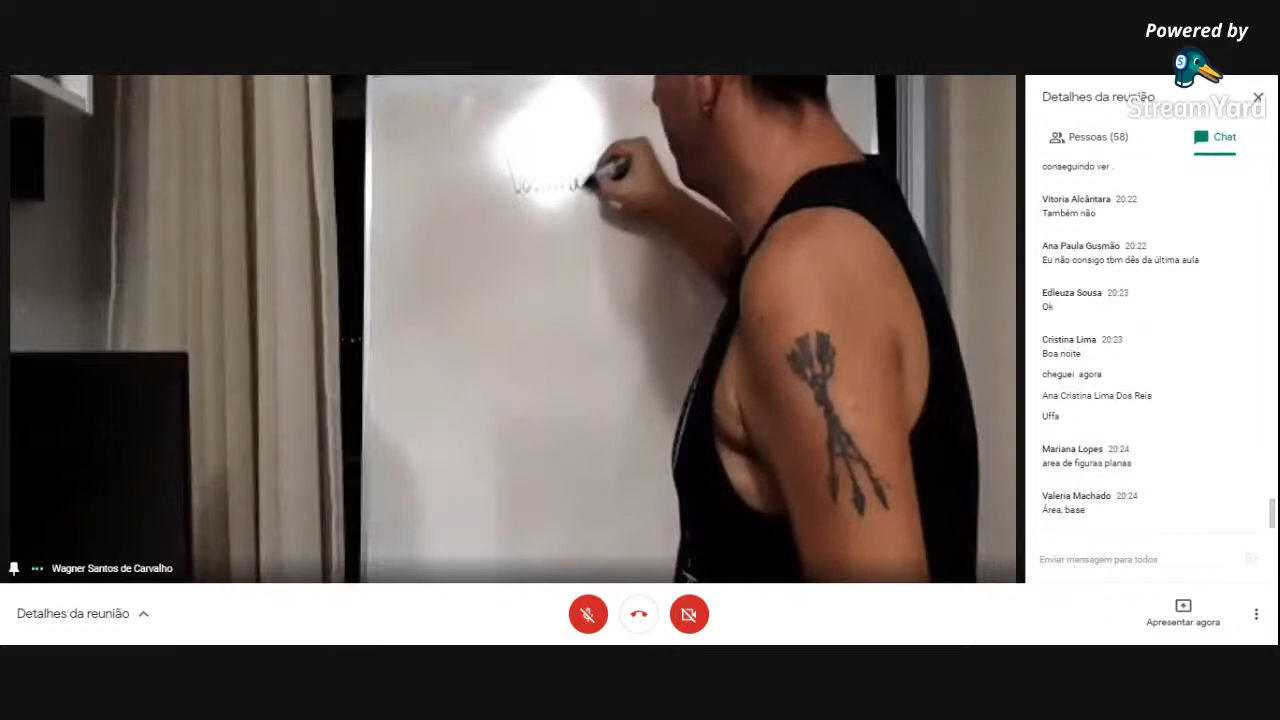 Powered by
StreamYard
Detalhes da reunião
Pessoas (58)
Chat
conseguindo ver .
Vitoria Alcântara 20:22
Também não
Ana Paula Gusmão 20:22
Eu não consigo tbm dês da última aula
Edleuza Sousa 20:23
Ok
Cristina Lima 20:23
Boa noite
cheguei agora
Ana Cristina Lima Dos Reis
Uffa
Mariana Lopes 20:24
area de figuras planas
Valeria Machado 20:24
Área, base.
Enviar mensagem para todos
Wagner Santos de Carvalho
Detalhes da reunião
Apresentar agora